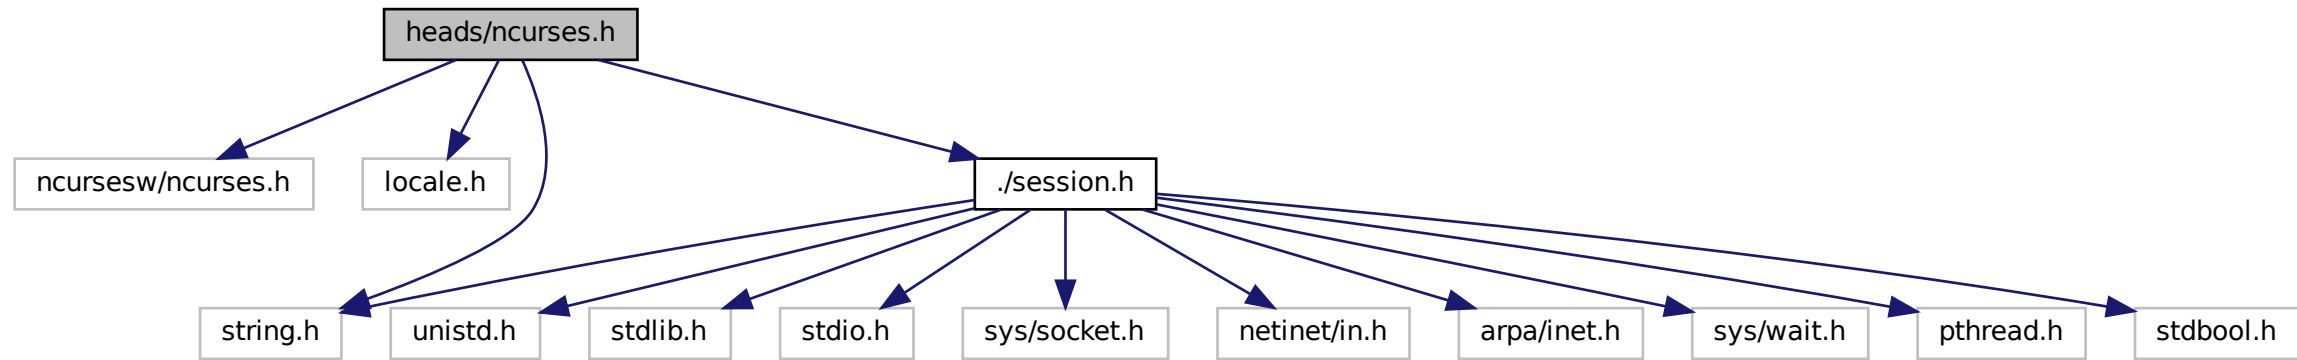 heads/ncurses.h
ncursesw/ncurses.h
locale.h
./session.h
string.h
unistd.h
stdlib.h
stdio.h
sys/socket.h
netinet/in.h
arpa/inet.h
sys/wait.h
pthread.h
stdbool.h